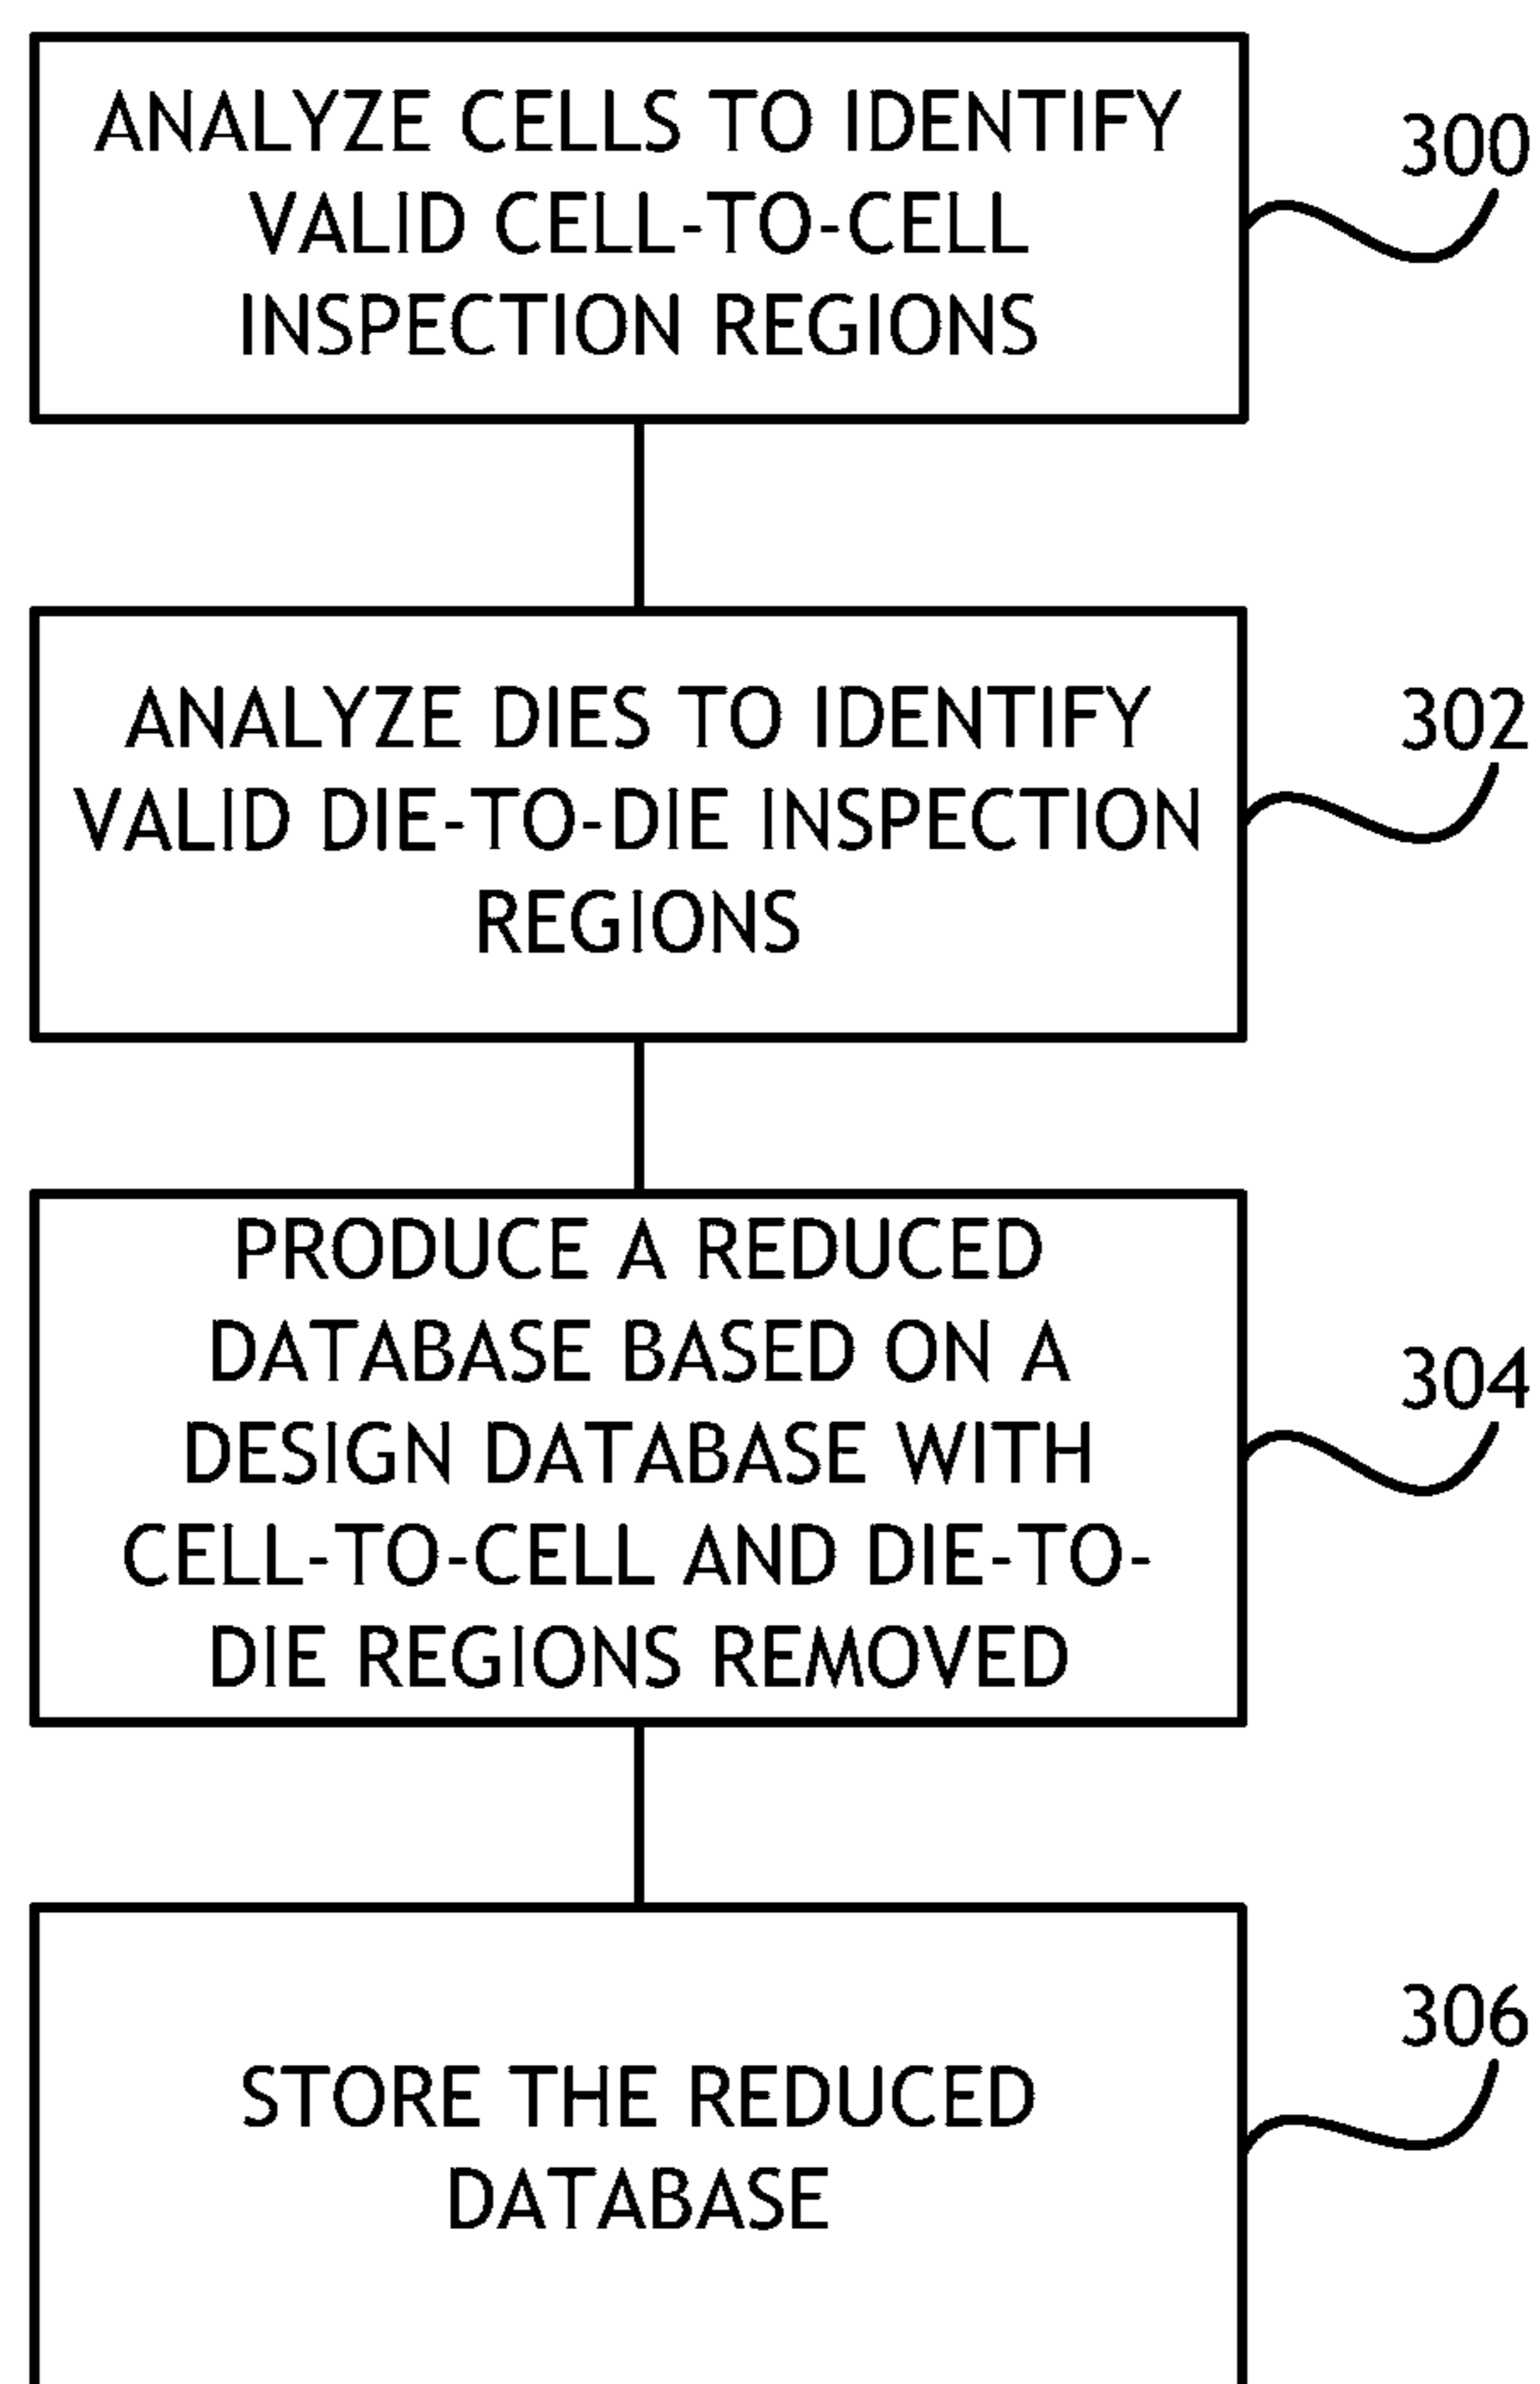 ANALYZE CELLS TO IDENTIFY
VALID CELL-TO-CELL
INSPECTION REGIONS
300
ANALYZE DIES TO IDENTIFY
VALID DIE-TO-DIE INSPECTION
REGIONS
302
PRODUCE A REDUCED
DATABASE BASED ON A
DESIGN DATABASE WITH
CELL-TO-CELL AND DIE-TO-
DIE REGIONS REMOVED
304
STORE THE REDUCED
DATABASE
306